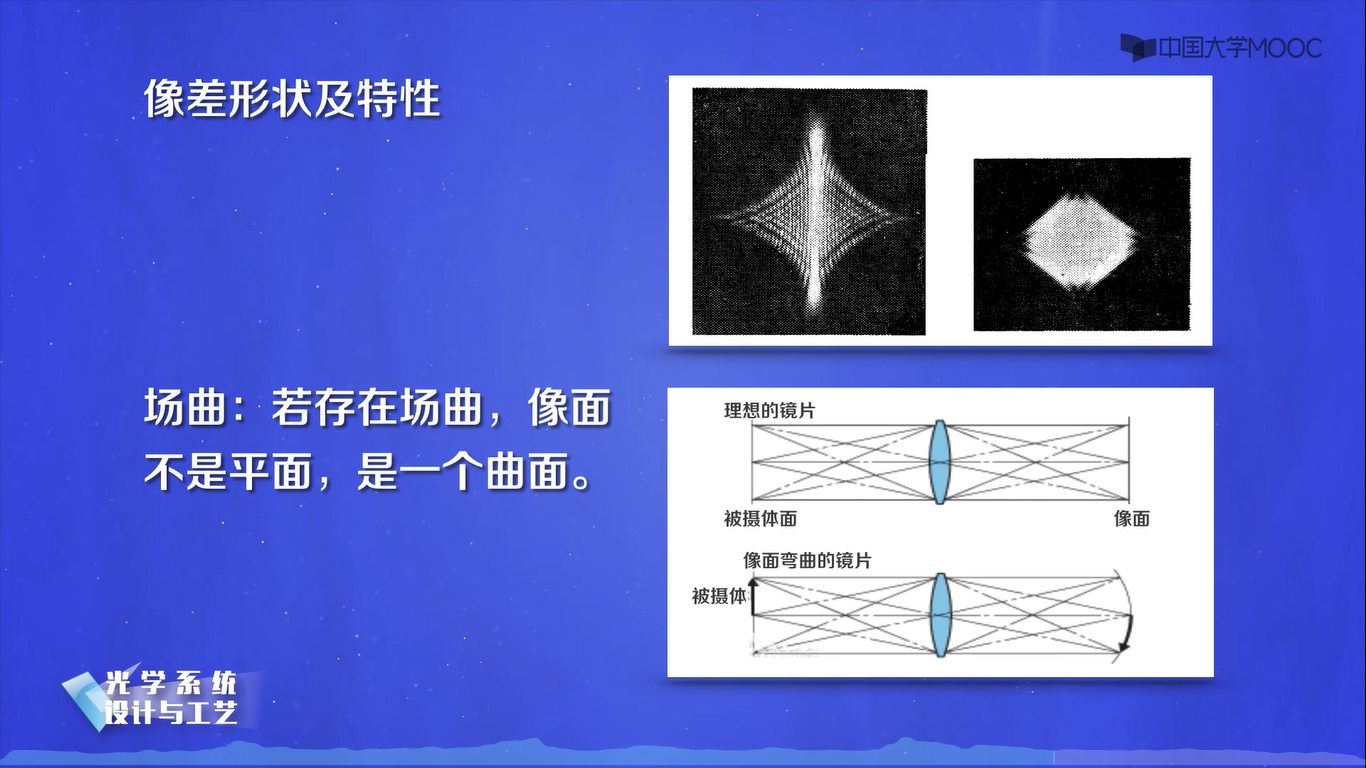 中国大学MOOC
像差形状及特性
场曲：若存在场曲，像面
不是平面，是一个曲面。
理想的镜片
被摄体面
像面
像面弯曲的镜片
被摄体
光学系统
设计与工艺